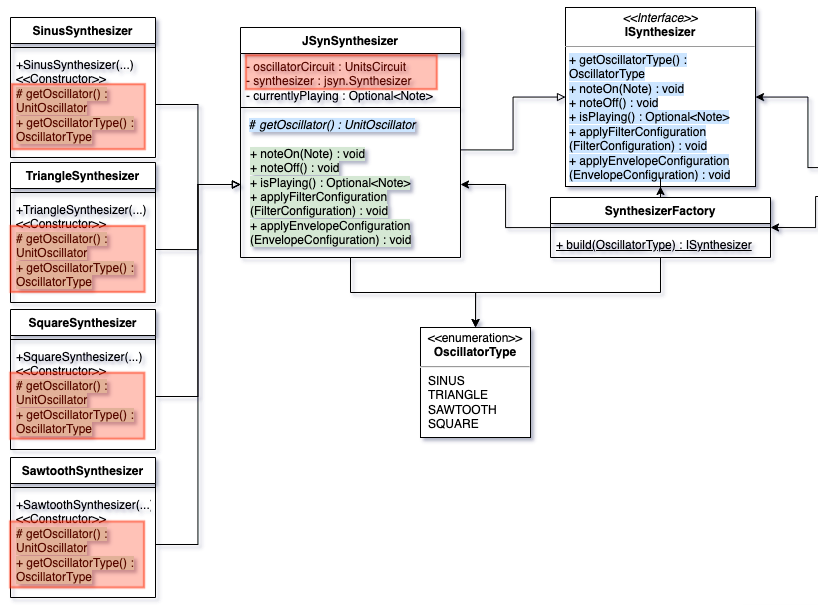 SinusSynthesizer
+SinusSynthesizer(...)
<<Constructor>>
# getOscillator() :
UnitOscillator
+ getOscillatorType() :
OscillatorType
TriangleSynthesizer
+TriangleSynthesizer(...)
<<Constructor>>
# getOscillator() :
UnitOscillator
+ getOscillatorType() :
OscillatorType
SquareSynthesizer
+SquareSynthesizer(...)
<<Constructor>>
# getOscillator() :
UnitOscillator
+ getOscillatorType() :
OscillatorType
SawtoothSynthesizer
+SawtoothSynthesizer(...
<<Constructor>>
# getOscillator() :
UnitOscillator
+ getOscillatorType() :
OscillatorType
JSynSynthesizer
- oscillatorCircuit : UnitsCircuit
- synthesizer : jsyn.Synthesizer
- currentlyPlaying : Optional<Note>
# getOscillator() : UnitOscillator
+ noteOn(Note) : void
+ noteOff() : void
+ isPlaying() : Optional<Note>
+ applyFilterConfiguration
(FilterConfiguration) : void
+ applyEnvelopeConfiguration
(EnvelopeConfiguration) : void
<<Interface>>
ISynthesizer
+ getOscillatorType() :
OscillatorType
+ noteOn(Note) : void
+ noteOff() : void
+ isPlaying() : Optional<Note>
+ applyFilterConfiguration
(FilterConfiguration) : void
+ applyEnvelopeConfiguration
(EnvelopeConfiguration) : void
SynthesizerFactory
+ build(OscillatorType) : ISynthesizer
<<enumeration>>
OscillatorType
SINUS
TRIANGLE
SAWTOOTH
SQUARE